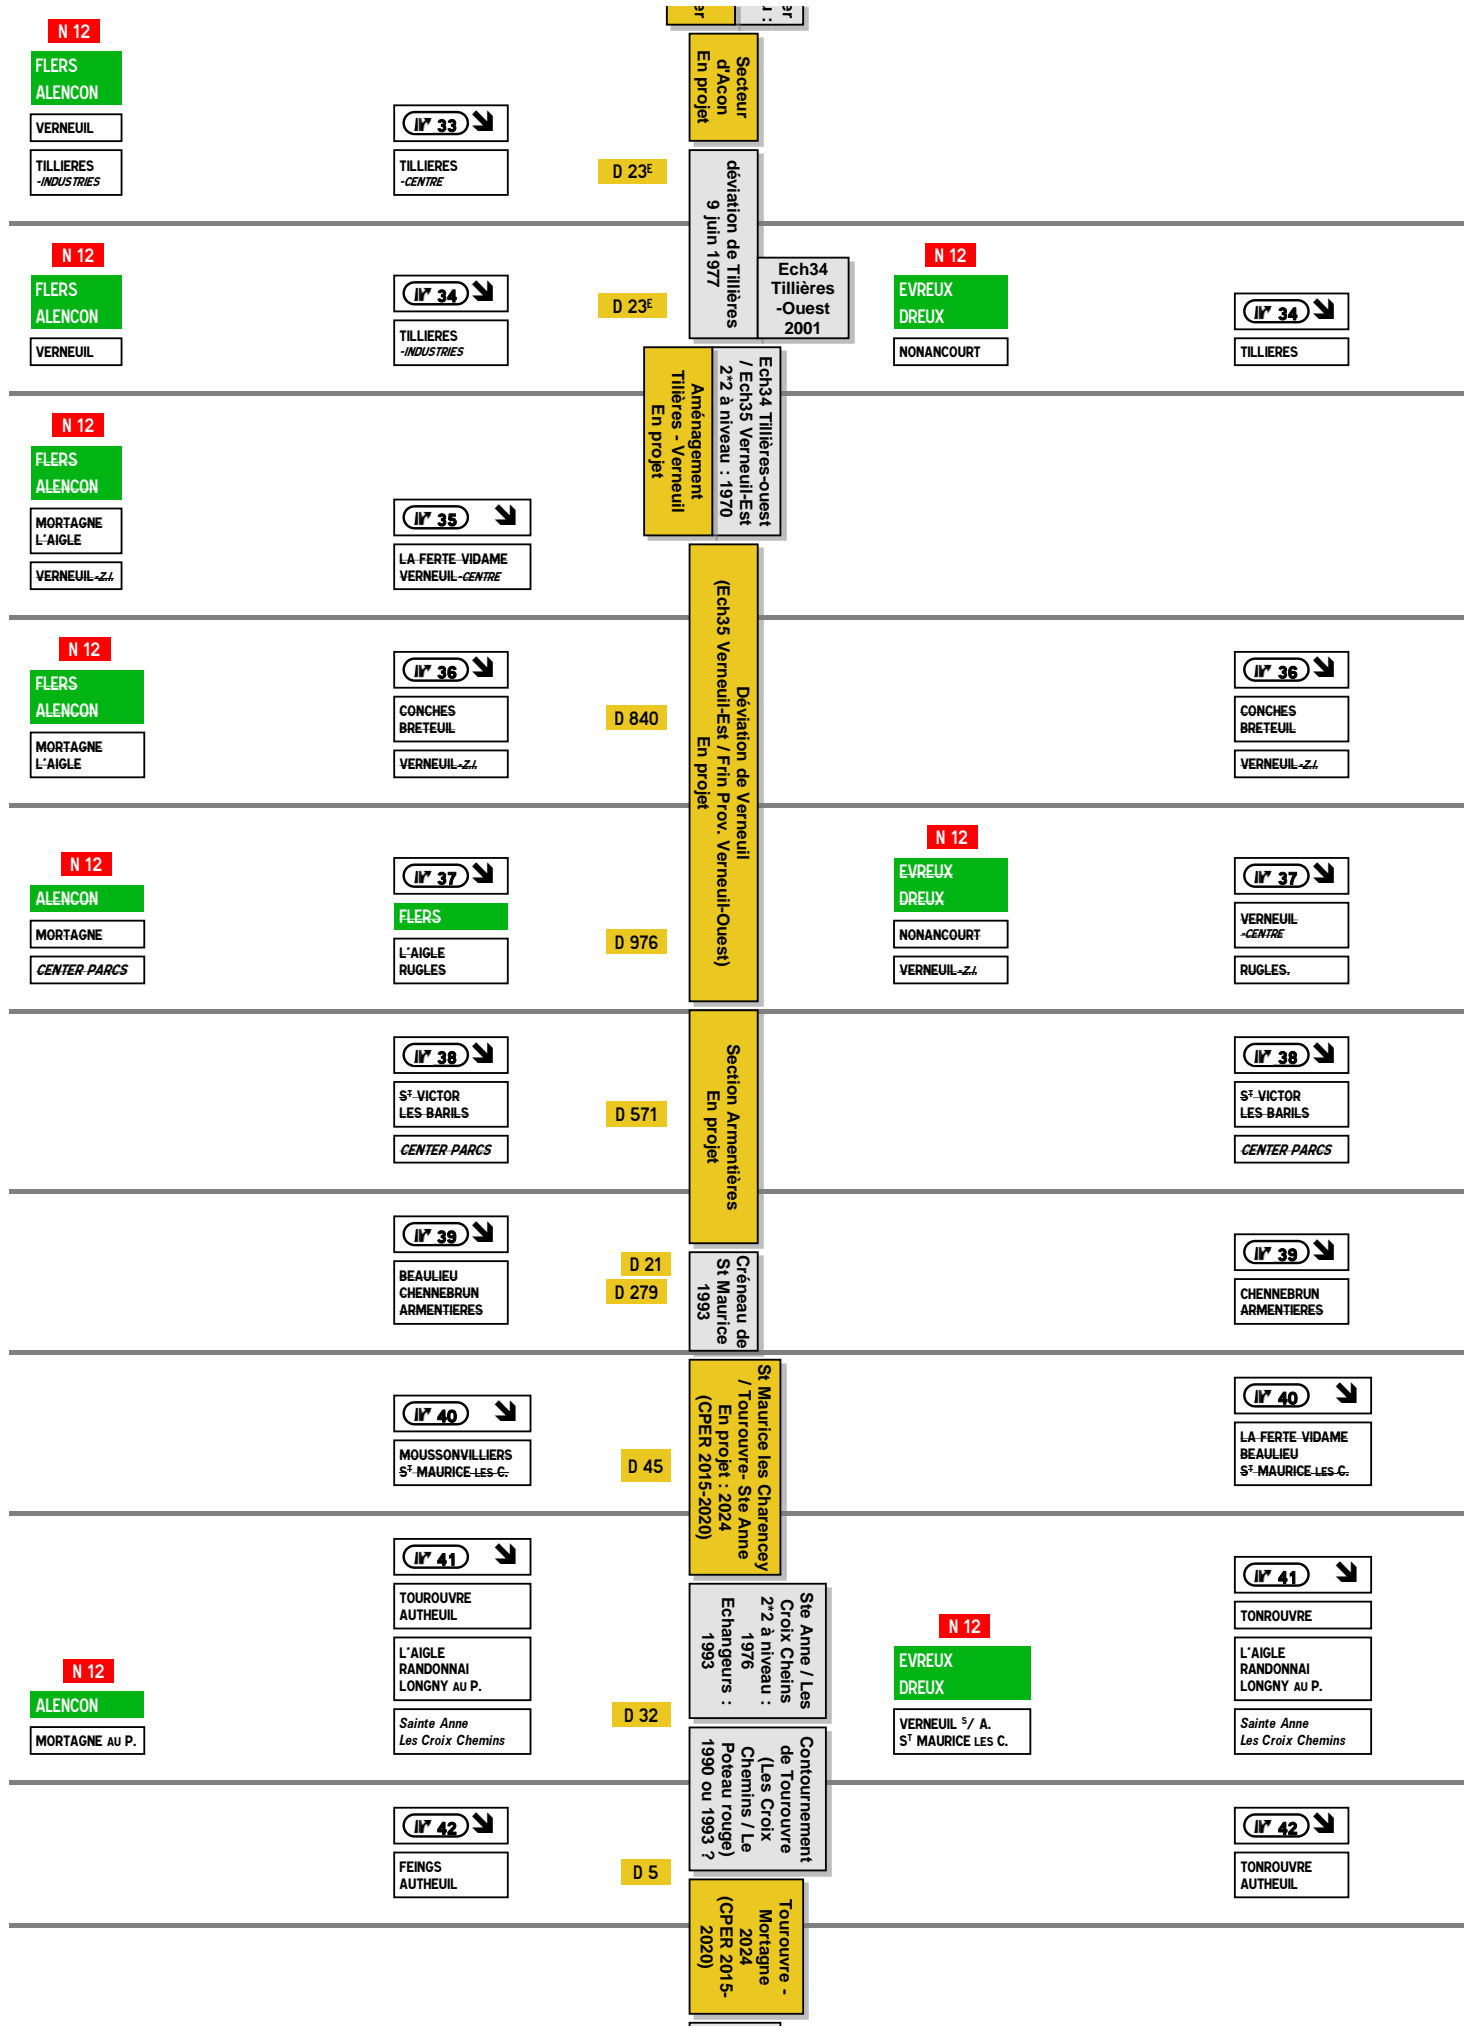 er
er
u :
N 12
FLERS
ALENCON
VERNEUIL
TILLIERES
-INDUSTRIES
33
TILLIERES
-CENTRE
D 23E
Secteur
d'Acon
En projet
déviation de Tillières
9 juin 1977
N 12
FLERS
ALENCON
VERNEUIL
34
TILLIERES
-INDUSTRIES
D 23E
Ech34
Tillières
-Ouest
2001
N 12
EVREUX
DREUX
NONANCOURT
34
TILLIERES
Ech34 Tillières-ouest
/ Ech35 Verneuil-Est
2*2 à niveau : 1970
Aménagement
Tilières - Verneuil
En projet
N 12
FLERS
ALENCON
MORTAGNE
L'AIGLE
VERNEUIL-Z.I.
35
LA FERTE VIDAME
VERNEUIL-CENTRE
Déviation de Verneuil
(Ech35 Verneuil-Est / Frin Prov. Verneuil-Ouest)
En projet
N 12
FLERS
ALENCON
MORTAGNE
L'AIGLE
36
CONCHES
BRETEUIL
VERNEUIL-Z.I.
D 840
36
CONCHES
BRETEUIL
VERNEUIL-Z.I.
N 12
ALENCON
MORTAGNE
CENTER PARCS
37
FLERS
L'AIGLE
RUGLES
D 976
N 12
EVREUX
DREUX
NONANCOURT
VERNEUIL-Z.I.
37
VERNEUIL
-CENTRE
RUGLES.
38
ST VICTOR
LES BARILS
CENTER PARCS
D 571
Section Armentières
En projet
38
ST VICTOR
LES BARILS
CENTER PARCS
39
BEAULIEU
CHENNEBRUN
ARMENTIERES
D 21
D 279
Créneau de
St Maurice
1993
39
CHENNEBRUN
ARMENTIERES
40
MOUSSONVILLIERS
ST MAURICE LES C.
D 45
St Maurice les Charencey
/ Tourouvre- Ste Anne
En projet : 2024
(CPER 2015-2020)
40
LA FERTE VIDAME
BEAULIEU
ST MAURICE LES C.
N 12
ALENCON
MORTAGNE AU P.
41
TOUROUVRE
AUTHEUIL
L'AIGLE
RANDONNAI
LONGNY AU P.
Sainte Anne
Les Croix Chemins
D 32
Ste Anne / Les
Croix Cheins
2*2 à niveau :
1976
Echangeurs :
1993
N 12
EVREUX
DREUX
VERNEUIL S/ A.
ST MAURICE LES C.
41
TONROUVRE
L'AIGLE
RANDONNAI
LONGNY AU P.
Sainte Anne
Les Croix Chemins
Contournement
de Tourouvre
(Les Croix
Chemins / Le
Poteau rouge)
1990 ou 1993 ?
42
FEINGS
AUTHEUIL
D 5
42
TONROUVRE
AUTHEUIL
Tourouvre -
Mortagne
2024
(CPER 2015-
2020)